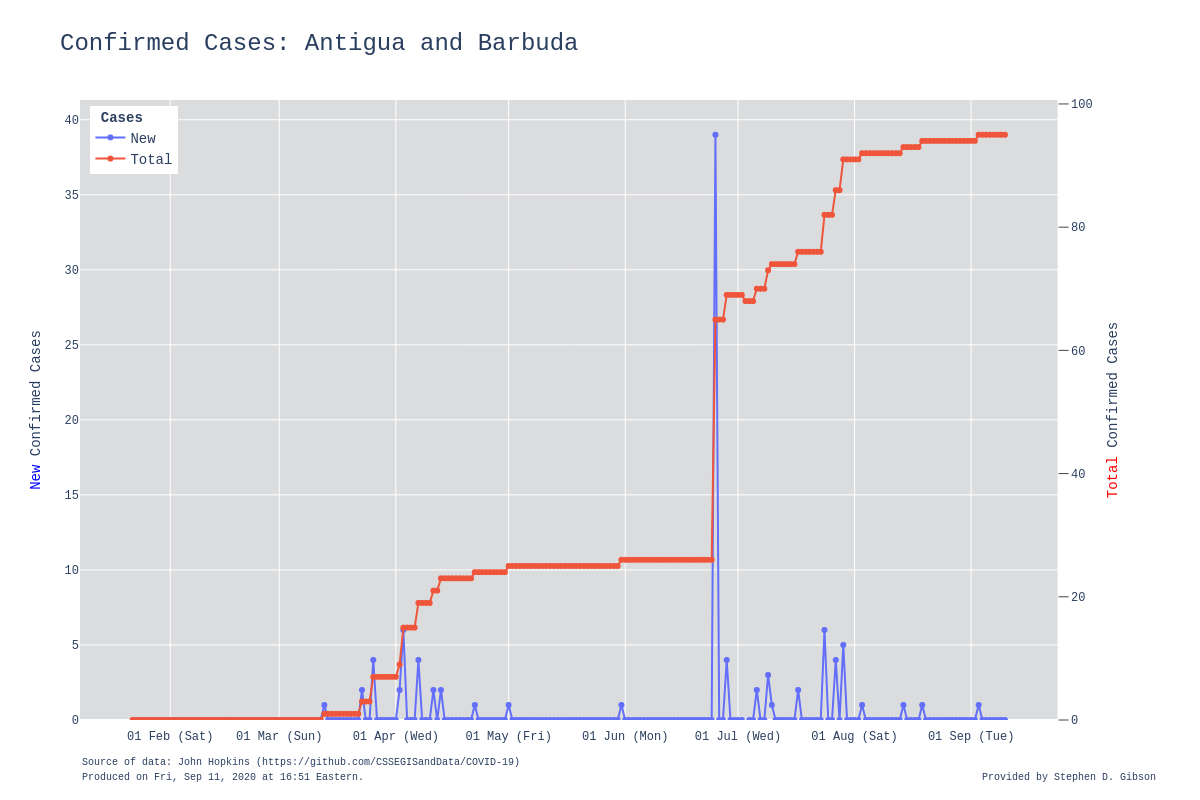 Confirmed Cases: Antigua and Barbuda
Cases
New
Total
40
35
30
25
20
15
10
5
0
New Confirmed Cases
100
80
60
40
20
0
Total Confirmed Cases
01 Feb (Sat)
01 Mar (Sun)
01 Apr (Wed)
01 May (Fri)
01 Jun (Mon)
01 Jul (Wed)
01 Aug (Sat)
01 Sep (Tue)
Source of data: John Hopkins (https://github.com/CSSEGISandData/COVID-19)
Produced on Fri, Sep 11, 2020 at 16:51 Eastern.
Provided by Stephen D. Gibson